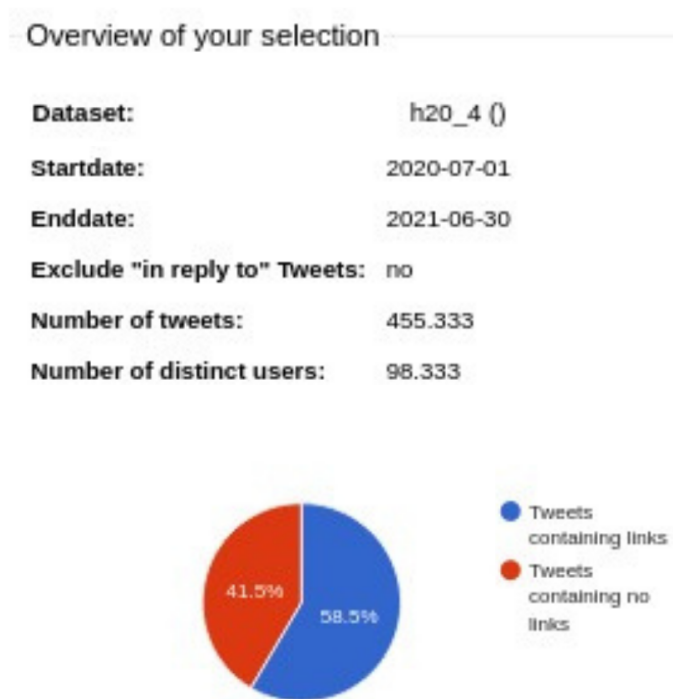 Overview of your selection
Dataset: h20_4 ()
Startdate: 2020-07-01
Enddate: 2021-06-30
Exclude "in reply to" Tweets: no
Number of tweets: 455.333
Number of distinct users: 98.333
Tweets
containing links
Tweets
containing no
links
41.5%
58.5%